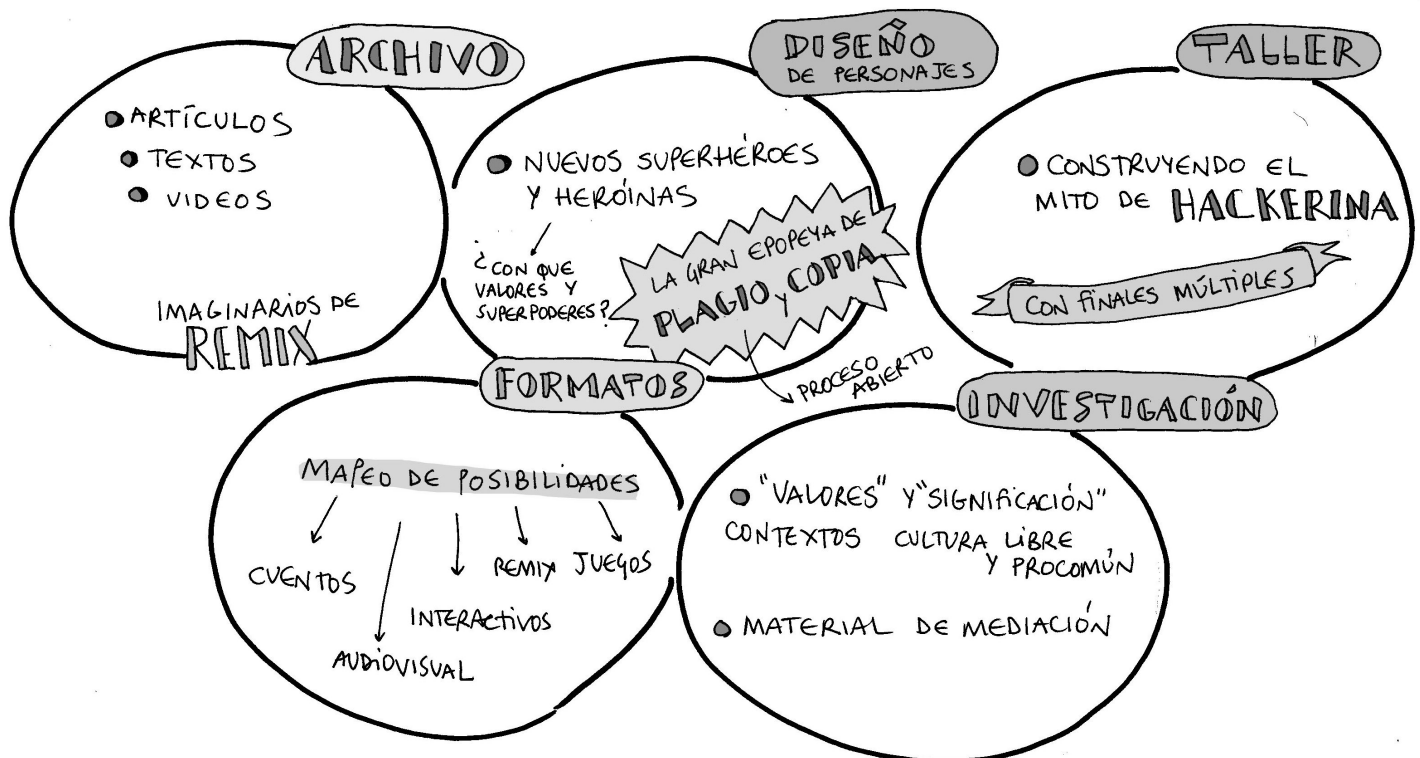 ARCHIVO
ARTÍCULOS
TEXTOS
VIDEOS
IMAGINARIOS DE
REMIX
DISEÑO
DE PERSONAJES
NUEVOS SUPERHÉROES
Y HERÓINAS
¿CON QUE
VALORES Y
SUPERPODERES?
LA GRAN EPOPEYA DE
PLAGIO Y COPIA
PROCESO
ABIERTO
TALLER
CONSTRUYENDO EL
MITO DE HACKERINA
CON FINALES MÚLTIPLES
FORMATOS
MAPEO DE POSIBILIDADES
CUENTOS
AUDIOVISUAL
INTERACTIVOS
REMIX
JUEGOS
INVESTIGACIÓN
"VALORES" Y "SIGNIFICACIÓN"
CONTEXTOS CULTURA LIBRE
Y PROCOMÚN
MATERIAL DE MEDIACIÓN